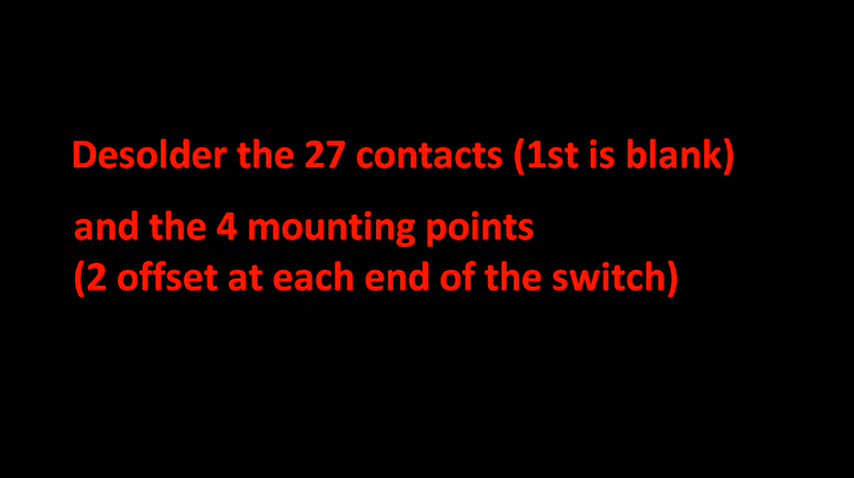 Desolder the 27 contacts (1st is blank)
and the 4 mounting points
(2 offset at each end of the switch)